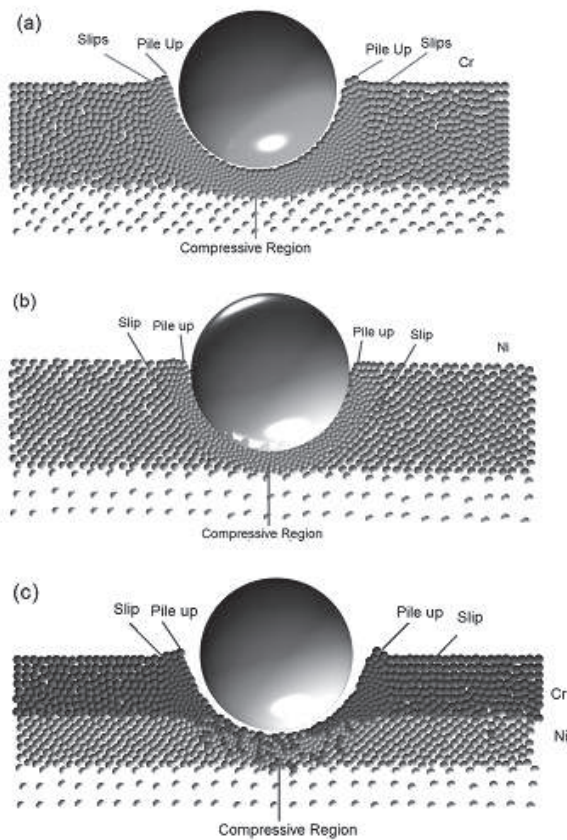 (a)
Slips
Pile Up
Pile Up
Slips
Cr
Compressive Region
(b)
Slip
Pile up
Pile up
Slip
Ni
Compressive Region
(c)
Slip
Pile up
Pile up
Slip
Cr
Ni
Compressive Region